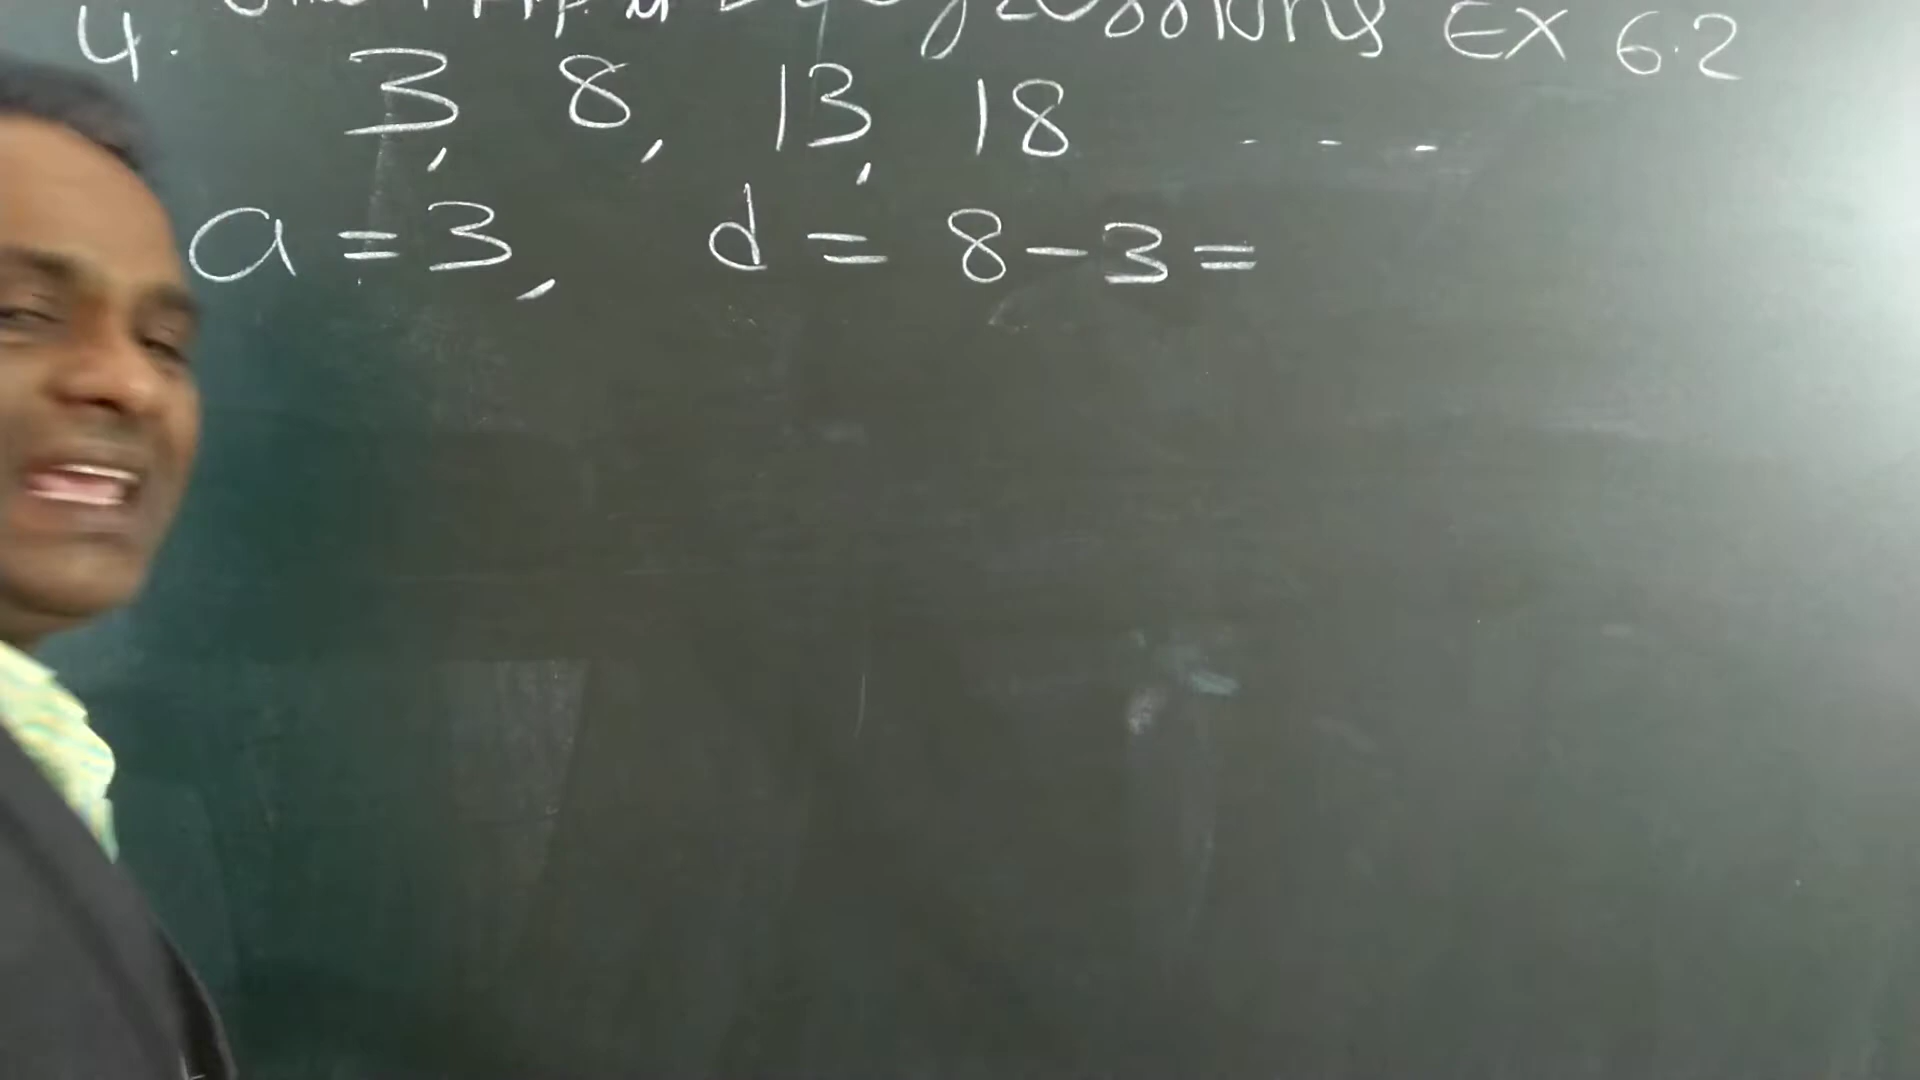 4. EX 6.2
3, 8, 13, 18 - - -
a = 3, d = 8 - 3 =